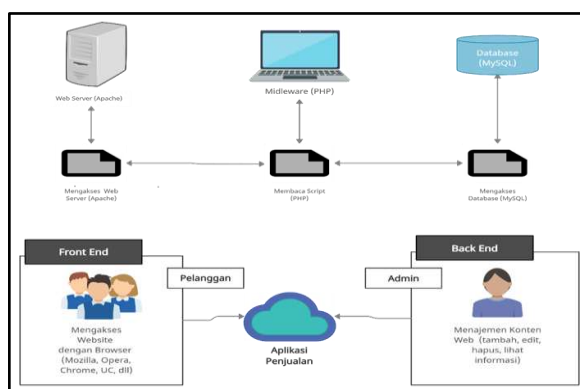 Web Server (Apache)
Midleware (PHP)
Database
(MySQL)
Mengakses Web
Server (Apache)
Membaca Script
(PHP)
Mengakses
Database (MySQL)
Front End
Pelanggan
Mengakses
Website
dengan Browser
(Mozilla, Opera,
Chrome, UC, dll)
Aplikasi
Penjualan
Back End
Admin
Menajemen Konten
Web (tambah, edit,
hapus, lihat
informasi)